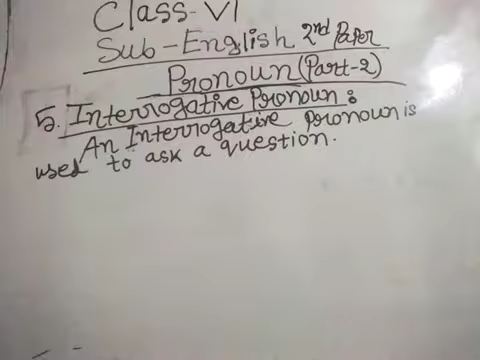 Class-VI
Sub-English 2nd Paper
Pronoun (Part-2)
5. Interrogative Pronoun:
An Interrogative pronoun is
used to ask a question.